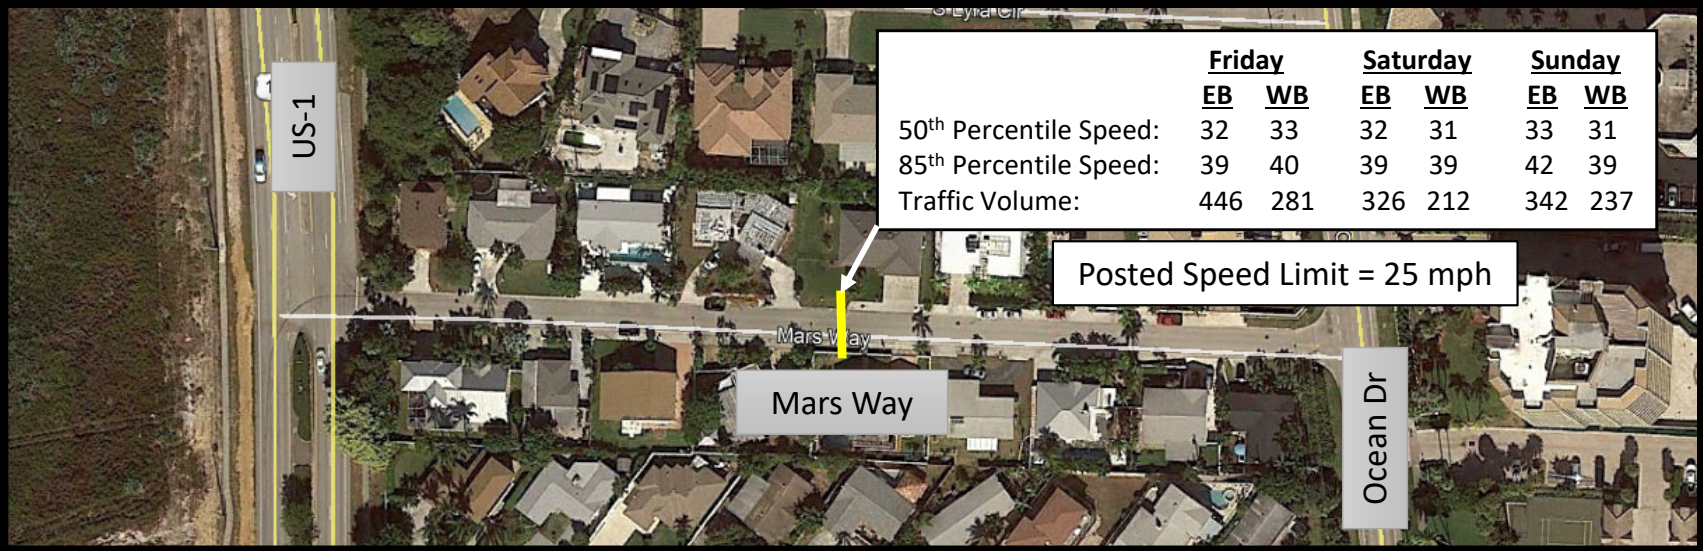 S Lyra Cir
Friday Saturday Sunday
EB WB EB WB EB WB
50th Percentile Speed: 32 33 32 31 33 31
85th Percentile Speed: 39 40 39 39 42 39
Traffic Volume: 446 281 326 212 342 237
Posted Speed Limit = 25 mph
US-1
Mars Way
Mars Way
Ocean Dr